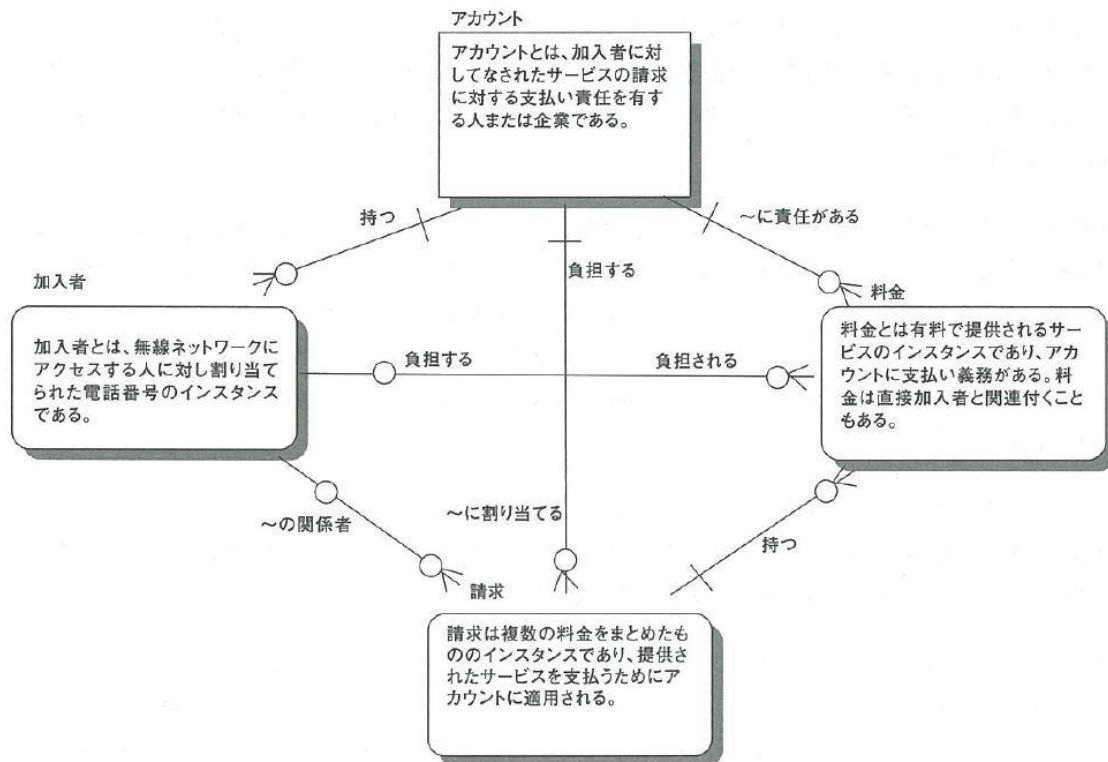 アカウント
アカウントとは、加入者に対
してなされたサービスの請求
に対する支払い責任を有す
る人または企業である。
持つ
～に責任がある
加入者
負担する
料金
加入者とは、無線ネットワークに
アクセスする人に対し割り当て
られた電話番号のインスタンス
である。
負担する
負担される
料金とは有料で提供されるサー
ビスのインスタンスであり、アカ
ウントに支払い義務がある。料
金は直接加入者と関連付くこと
もある。
～の関係者
～に割り当てる
持つ
請求
請求は複数の料金をまとめたも
ののインスタンスであり、提供さ
れたサービスを支払うためにア
カウントに適用される。